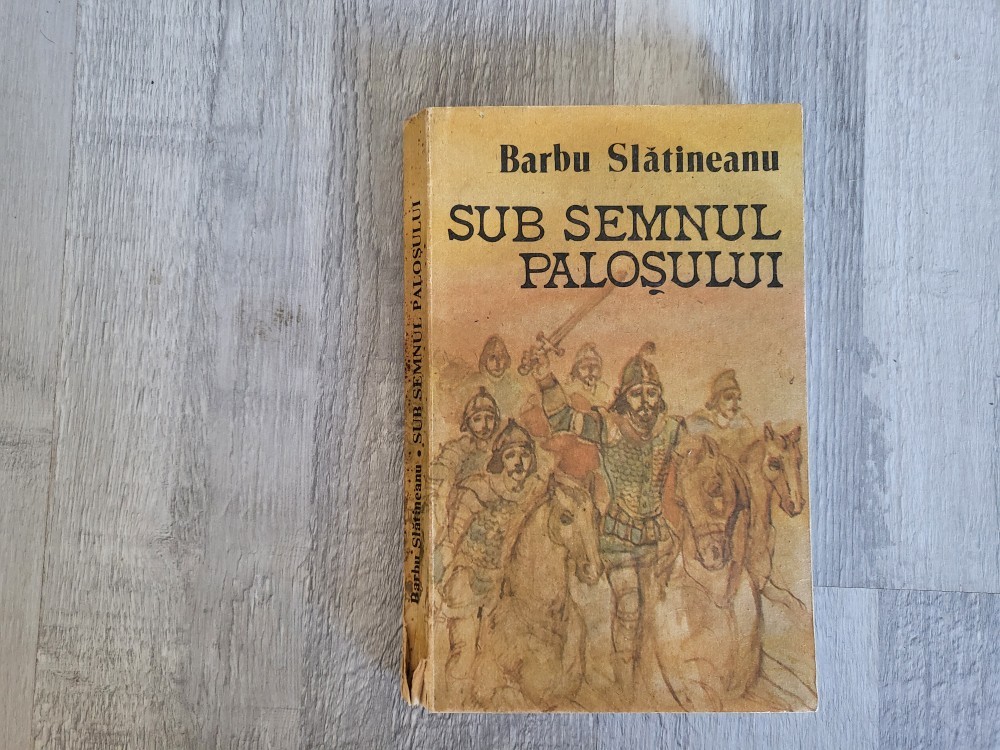 Barbu Slătineanu
SUB SEMNUL
PALOȘULUI
Barbu Slătineanu • SUB SEMNUL PALOȘULUI